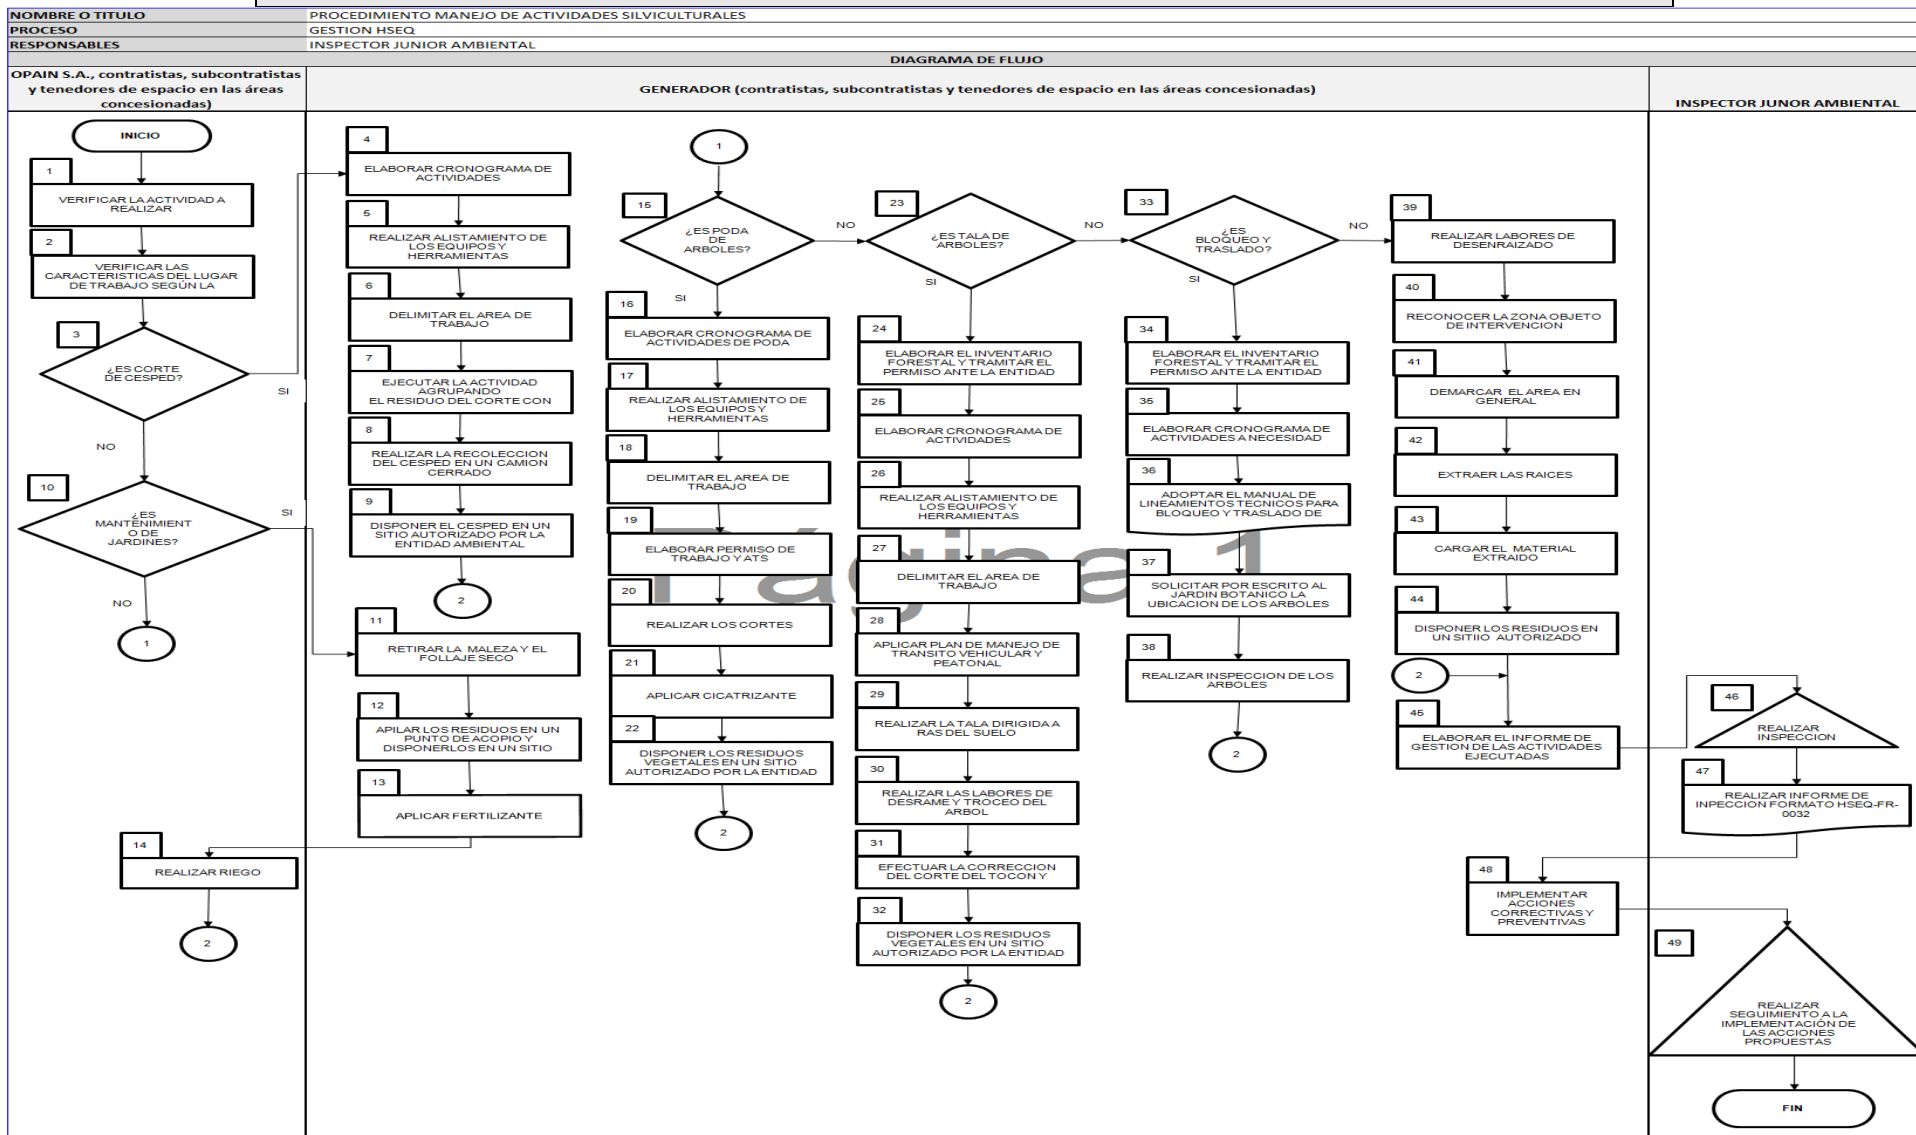 NOMBRE O TITULO PROCEDIMIENTO MANEJO DE ACTIVIDADES SILVICULTURALES
PROCESO GESTION HSEQ
RESPONSABLES INSPECTOR JUNIOR AMBIENTAL
DIAGRAMA DE FLUJO
OPAIN S.A., contratistas, subcontratistas
y tenedores de espacio en las áreas
concesionadas)
GENERADOR (contratistas, subcontratistas y tenedores de espacio en las áreas concesionadas)
INSPECTOR JUNOR AMBIENTAL
INICIO
1
VERIFICAR LA ACTIVIDAD A
REALIZAR
2
VERIFICAR LAS
CARACTERISTICAS DEL LUGAR
DE TRABAJO SEGÚN LA
3
¿ES CORTE
DE CESPED?
SI
NO
10
¿ES
MANTENIMIENT
O DE
JARDINES?
SI
NO
1
14
REALIZAR RIEGO
2
4
ELABORAR CRONOGRAMA DE
ACTIVIDADES
5
REALIZAR ALISTAMIENTO DE
LOS EQUIPOS Y
HERRAMIENTAS
6
DELIMITAR EL AREA DE
TRABAJO
7
EJECUTAR LA ACTIVIDAD
AGRUPANDO
EL RESIDUO DEL CORTE CON
8
REALIZAR LA RECOLECCION
DEL CESPED EN UN CAMION
CERRADO
9
DISPONER EL CESPED EN UN
SITIO AUTORIZADO POR LA
ENTIDAD AMBIENTAL
2
11
RETIRAR LA MALEZA Y EL
FOLLAJE SECO
12
APILAR LOS RESIDUOS EN UN
PUNTO DE ACOPIO Y
DISPONERLOS EN UN SITIO
13
APLICAR FERTILIZANTE
1
15
¿ES PODA
DE
ARBOLES?
NO
SI
16
ELABORAR CRONOGRAMA DE
ACTIVIDADES DE PODA
17
REALIZAR ALISTAMIENTO DE
LOS EQUIPOS Y
HERRAMIENTAS
18
DELIMITAR EL AREA DE
TRABAJO
19
ELABORAR PERMISO DE
TRABAJO Y ATS
20
REALIZAR LOS CORTES
21
APLICAR CICATRIZANTE
22
DISPONER LOS RESIDUOS
VEGETALES EN UN SITIO
AUTORIZADO POR LA ENTIDAD
2
Página 1
23
¿ES TALA DE
ARBOLES?
NO
SI
24
ELABORAR EL INVENTARIO
FORESTAL Y TRAMITAR EL
PERMISO ANTE LA ENTIDAD
25
ELABORAR CRONOGRAMA DE
ACTIVIDADES
26
REALIZAR ALISTAMIENTO DE
LOS EQUIPOS Y
HERRAMIENTAS
27
DELIMITAR EL AREA DE
TRABAJO
28
APLICAR PLAN DE MANEJO DE
TRANSITO VEHICULAR Y
PEATONAL
29
REALIZAR LA TALA DIRIGIDA A
RAS DEL SUELO
30
REALIZAR LAS LABORES DE
DESRAME Y TROCEO DEL
ARBOL
31
EFECTUAR LA CORRECCION
DEL CORTE DEL TOCON Y
32
DISPONER LOS RESIDUOS
VEGETALES EN UN SITIO
AUTORIZADO POR LA ENTIDAD
2
33
¿ES
BLOQUEO Y
TRASLADO?
NO
SI
34
ELABORAR EL INVENTARIO
FORESTAL Y TRAMITAR EL
PERMISO ANTE LA ENTIDAD
35
ELABORAR CRONOGRAMA DE
ACTIVIDADES A NECESIDAD
36
ADOPTAR EL MANUAL DE
LINEAMIENTOS TECNICOS PARA
BLOQUEO Y TRASLADO DE
37
SOLICITAR POR ESCRITO AL
JARDIN BOTANICO LA
UBICACION DE LOS ARBOLES
38
REALIZAR INSPECCION DE LOS
ARBOLES
2
39
REALIZAR LABORES DE
DESENRAIZADO
40
RECONOCER LA ZONA OBJETO
DE INTERVENCION
41
DEMARCAR EL AREA EN
GENERAL
42
EXTRAER LAS RAICES
43
CARGAR EL MATERIAL
EXTRAIDO
44
DISPONER LOS RESIDUOS EN
UN SITIIO AUTORIZADO
2
45
ELABORAR EL INFORME DE
GESTION DE LAS ACTIVIDADES
EJECUTADAS
46
REALIZAR
INSPECCION
47
REALIZAR INFORME DE
INPECCION FORMATO HSEQ-FR-
0032
48
IMPLEMENTAR
ACCIONES
CORRECTIVAS Y
PREVENTIVAS
49
REALIZAR
SEGUIMIENTO A LA
IMPLEMENTACIÓN DE
LAS ACCIONES
PROPUESTAS
FIN